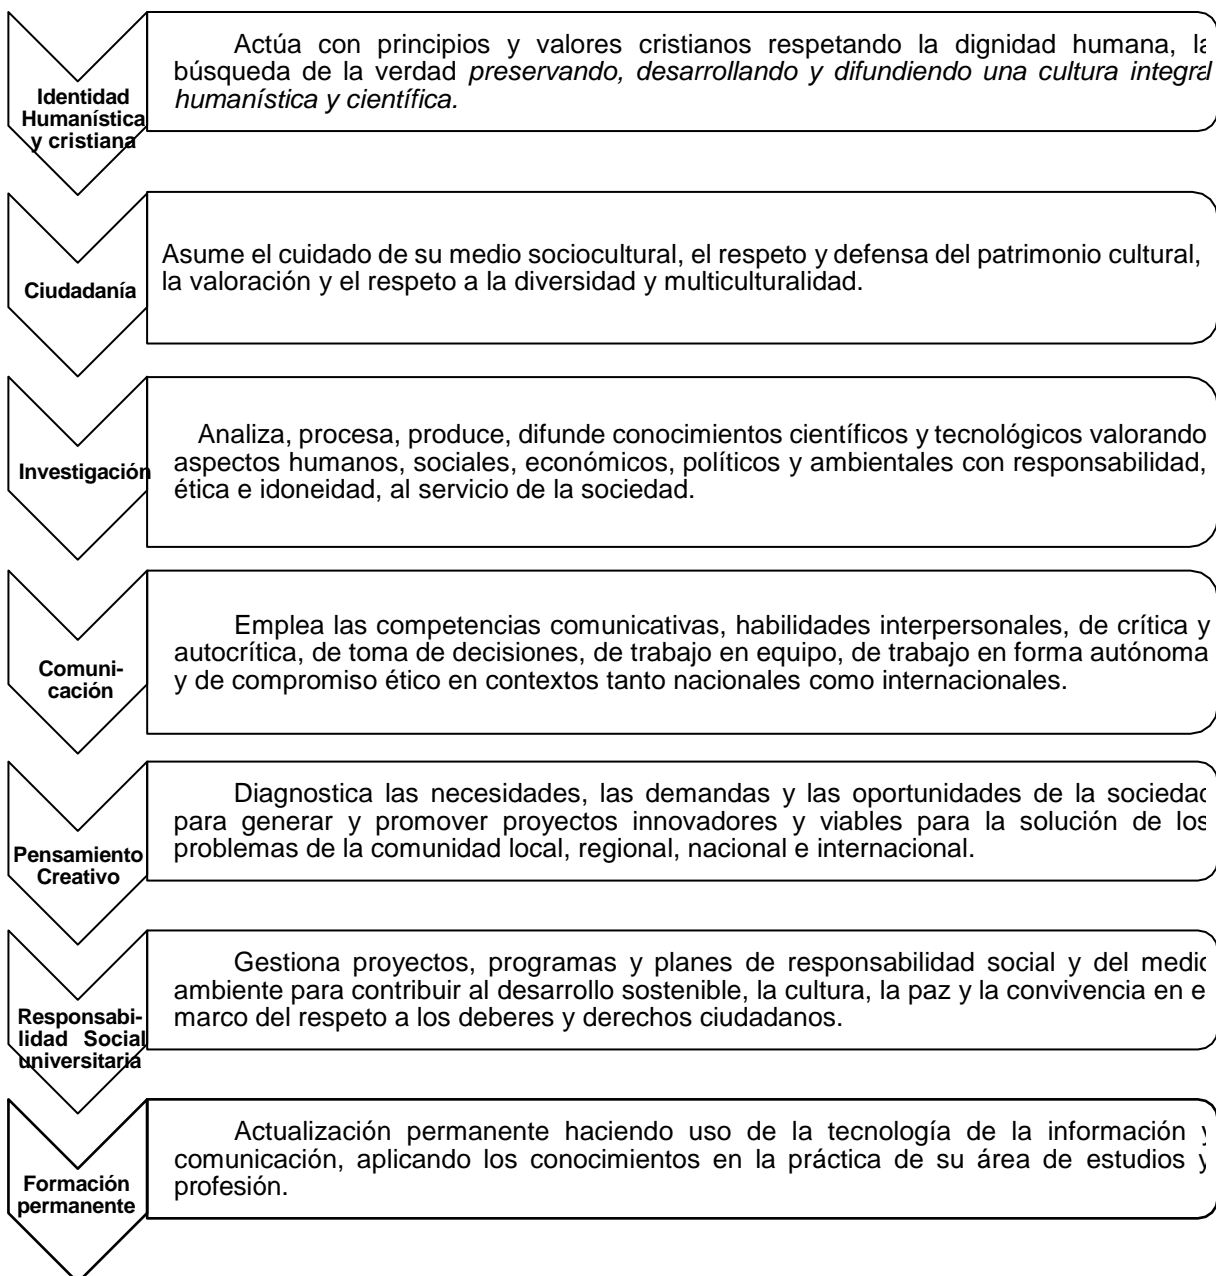 Identidad
Humanística
y cristiana
Actúa con principios y valores cristianos respetando la dignidad humana, la
búsqueda de la verdad preservando, desarrollando y difundiendo una cultura integral
humanística y científica.
Ciudadanía
Asume el cuidado de su medio sociocultural, el respeto y defensa del patrimonio cultural,
la valoración y el respeto a la diversidad y multiculturalidad.
Investigación
Analiza, procesa, produce, difunde conocimientos científicos y tecnológicos valorando
aspectos humanos, sociales, económicos, políticos y ambientales con responsabilidad,
ética e idoneidad, al servicio de la sociedad.
Comuni-
cación
Emplea las competencias comunicativas, habilidades interpersonales, de crítica y
autocrítica, de toma de decisiones, de trabajo en equipo, de trabajo en forma autónoma
y de compromiso ético en contextos tanto nacionales como internacionales.
Pensamiento
Creativo
Diagnostica las necesidades, las demandas y las oportunidades de la sociedad
para generar y promover proyectos innovadores y viables para la solución de los
problemas de la comunidad local, regional, nacional e internacional.
Responsabi-
lidad Social
universitaria
Gestiona proyectos, programas y planes de responsabilidad social y del medio
ambiente para contribuir al desarrollo sostenible, la cultura, la paz y la convivencia en e
marco del respeto a los deberes y derechos ciudadanos.
Formación
permanente
Actualización permanente haciendo uso de la tecnología de la información y
comunicación, aplicando los conocimientos en la práctica de su área de estudios y
profesión.